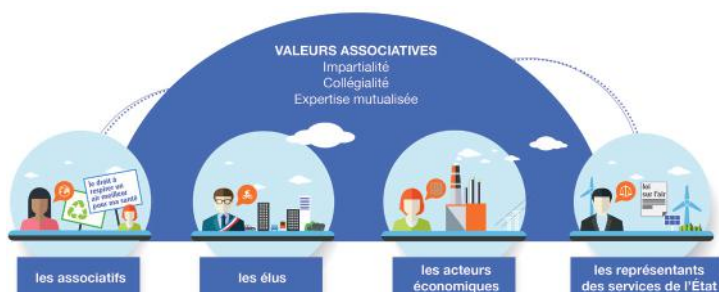 VALEURS ASSOCIATIVES
Impartialité
Collégialité
Expertise mutualisée
le droit à
respirer un
air meilleur
pour ma santé
loi
sur l'air
les associatifs
les élus
les acteurs
économiques
les représentants
des services de l'État